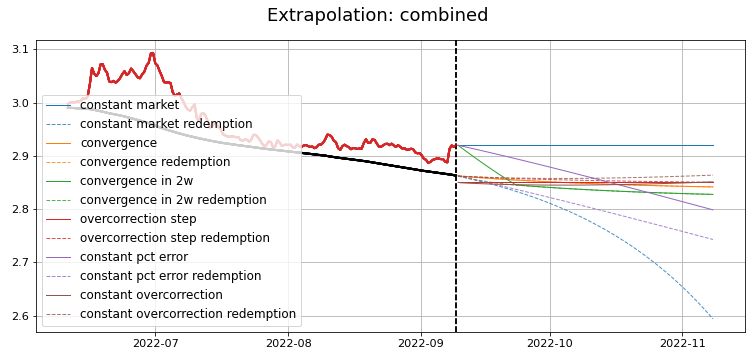 Extrapolation: combined
3.1
3.0
2.9
2.8
2.7
2.6
constant market
constant market redemption
convergence
convergence redemption
convergence in 2w
convergence in 2w redemption
overcorrection step
overcorrection step redemption
constant pct error
constant pct error redemption
constant overcorrection
constant overcorrection redemption
2022-07
2022-08
2022-09
2022-10
2022-11